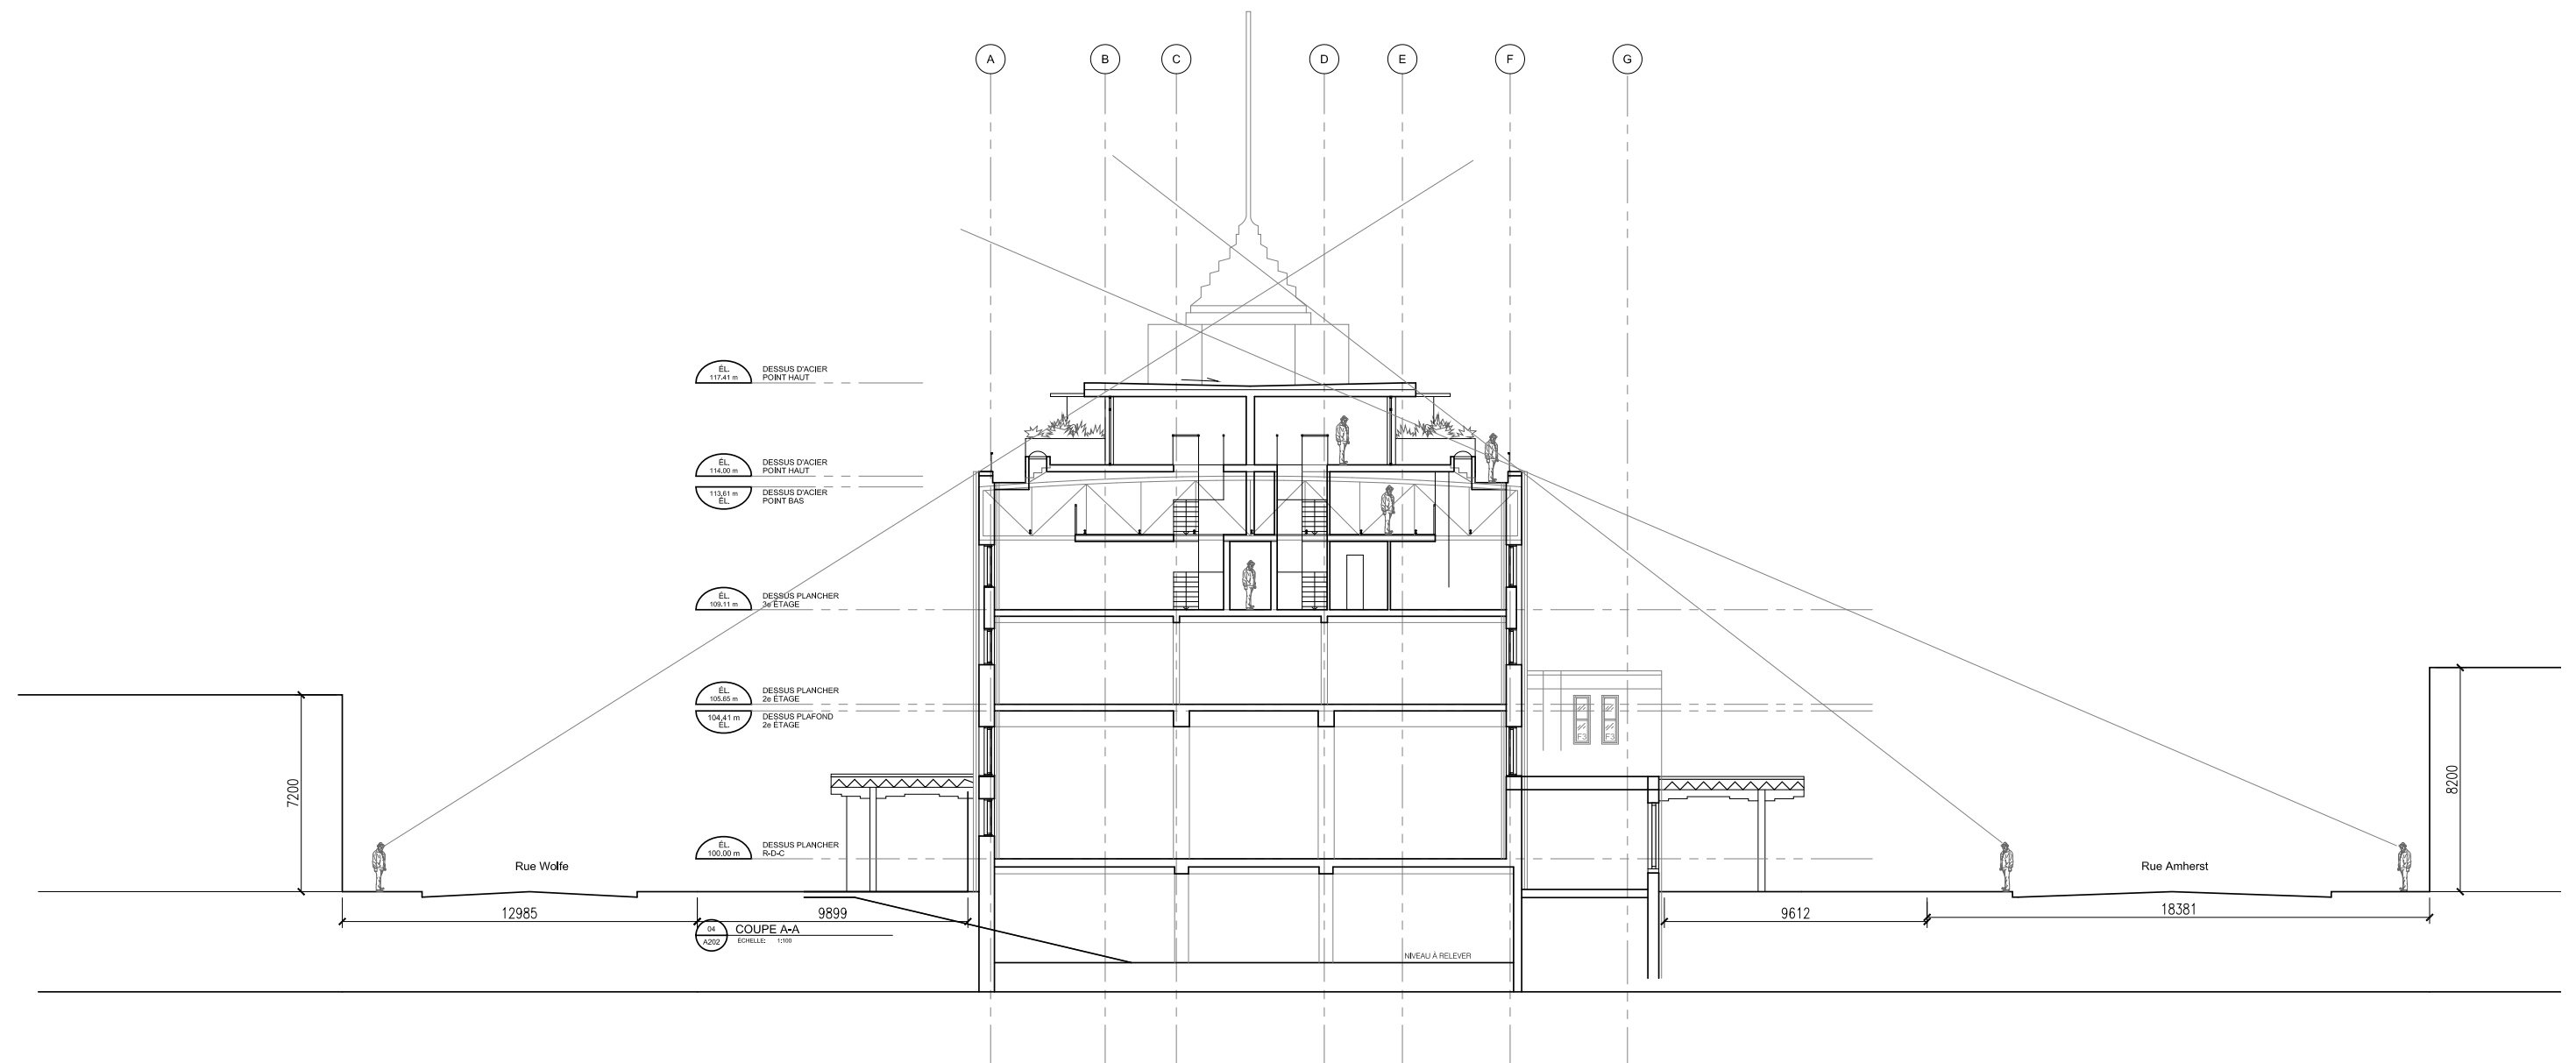 A
B
C
D
E
F
G
ÉL.
117.41 m
DESSUS D'ACIER
POINT HAUT
ÉL.
114.00 m
DESSUS D'ACIER
POINT HAUT
113.61 m
ÉL.
DESSUS D'ACIER
POINT BAS
ÉL.
109.11 m
DESSUS PLANCHER
3e ÉTAGE
ÉL.
105.65 m
DESSUS PLANCHER
2e ÉTAGE
104.41 m
ÉL.
DESSUS PLAFOND
2e ÉTAGE
F3
F3
7200
8200
ÉL.
100.00 m
DESSUS PLANCHER
R-D-C
Rue Wolfe
Rue Amherst
12985
9899
9612
18381
04
A202
COUPE A-A
ECHELLE: 1:100
NIVEAU À RELEVER